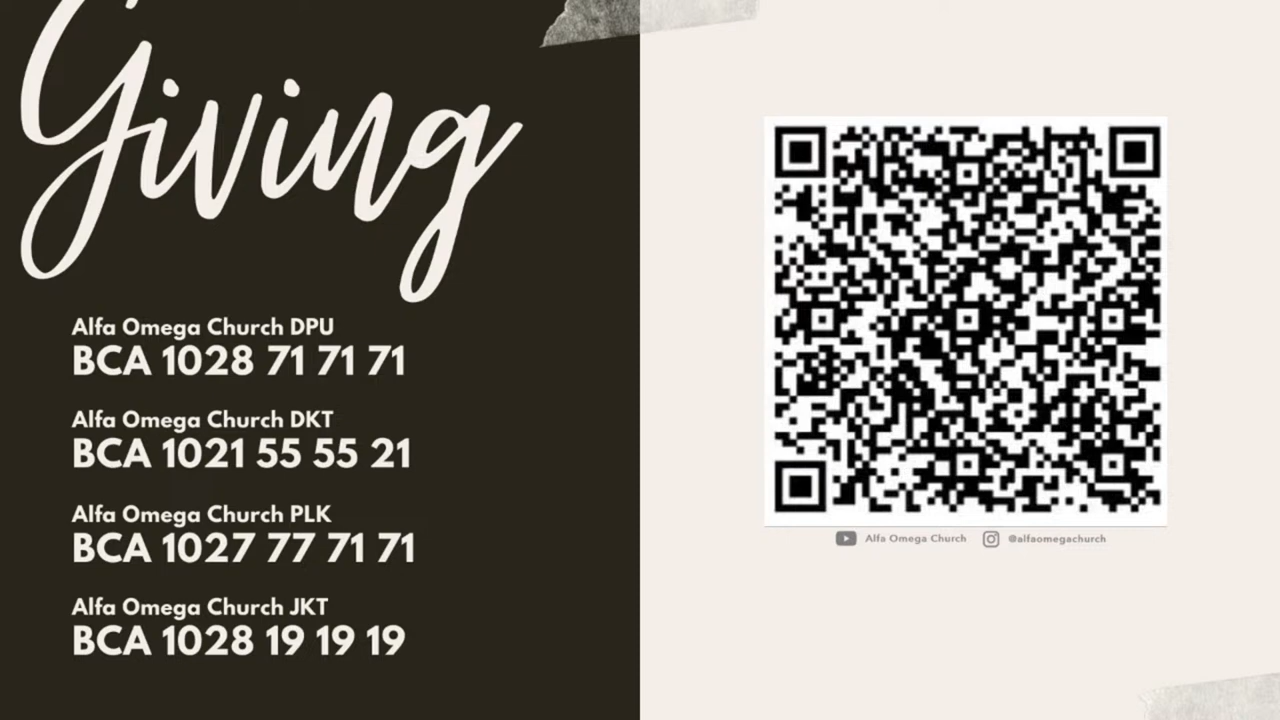 Giving
Alfa Omega Church DPU
BCA 1028 71 71 71
Alfa Omega Church DKT
BCA 1021 55 55 21
Alfa Omega Church PLK
BCA 1027 77 71 71
Alfa Omega Church JKT
BCA 1028 19 19 19
Alfa Omega Church @alfaomegachurch